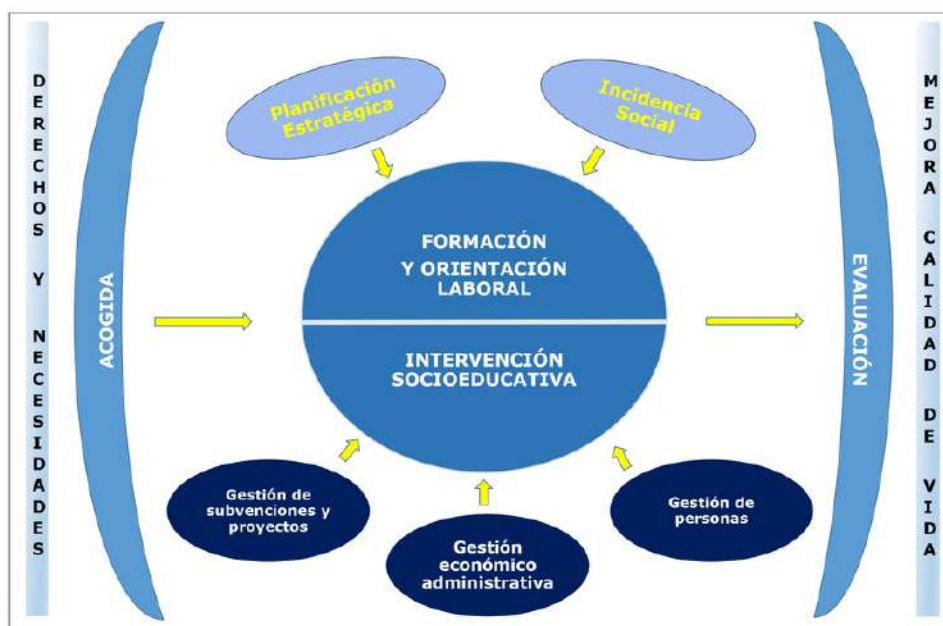 DERECHOS Y NECESIDADES
ACOGIDA
Planificación
Estratégica
Incidencia
Social
FORMACIÓN
Y ORIENTACIÓN
LABORAL
INTERVENCIÓN
SOCIOEDUCATIVA
Gestión de
subvenciones y
proyectos
Gestión
económico
administrativa
Gestión de
personas
EVALUACIÓN
MEJORA CALIDAD DE VIDA